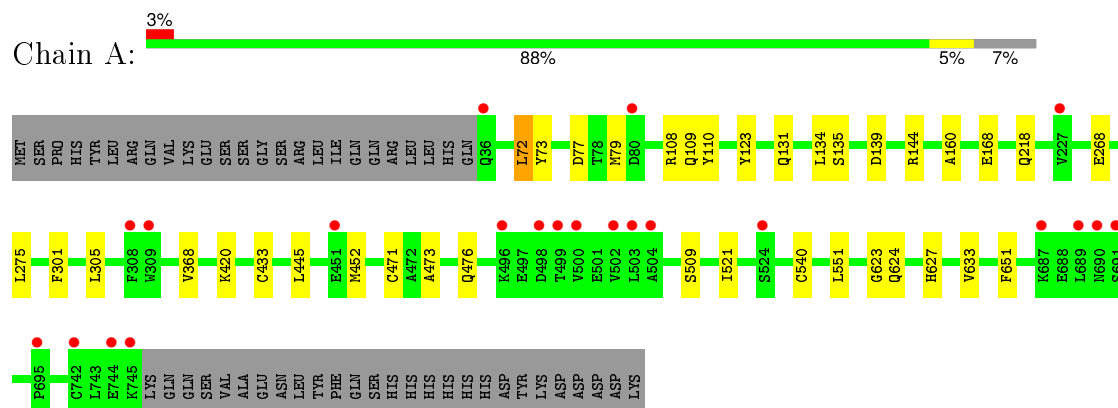 3%
Chain A:
88% 5% 7%
MET SER PRO HIS TYR LEU ARG GLN VAL LYS GLU SER SER GLY SER ARG LEU ILE GLN GLN ARG LEU LEU HIS GLN Q36 L72 Y73 D77 T78 M79 D80 R108 Q109 Y110 Y123 Q131 L134 S135 D139 R144 A160 E168 Q218 V227 E268
L275 F301 L305 F308 W309 V368 K420 C433 L445 E451 M452 C471 A472 A473 Q476 K496 E497 D498 T499 V500 E501 V502 L503 A504 S509 I521 S524 C540 L551 G623 Q624 H627 V633 F651 K687 E688 L689 N690 S691
P695 C742 L743 E744 K745 LYS GLN GLN SER VAL ALA GLU ASN LEU TYR PHE GLN SER HIS HIS HIS HIS HIS HIS ASP TYR LYS ASP ASP ASP ASP LYS